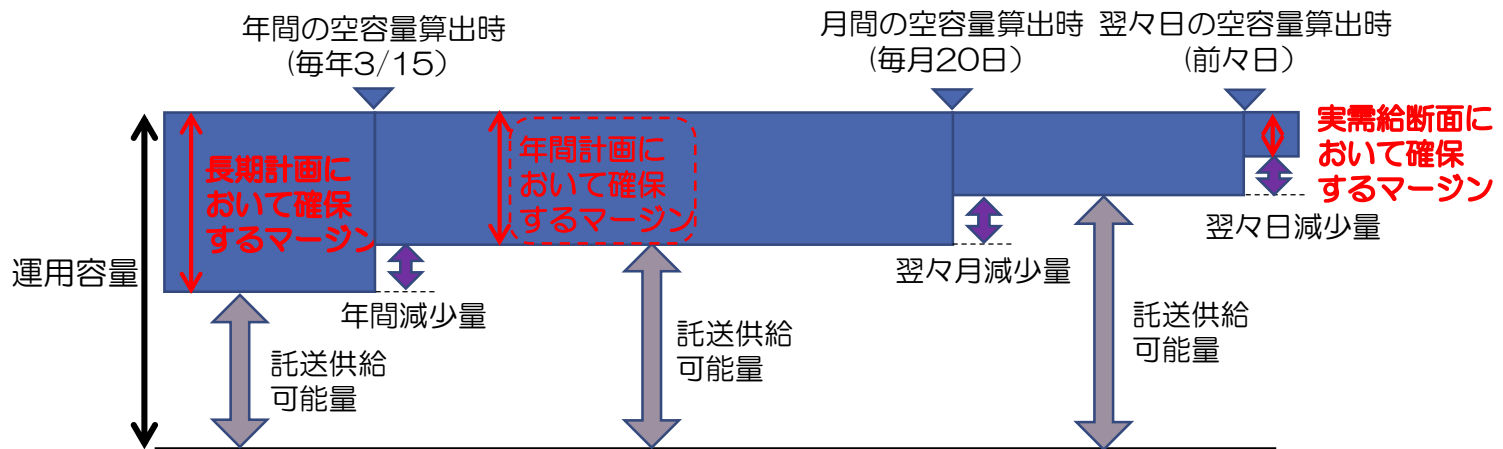 年間の空容量算出時
(毎年3/15)
月間の空容量算出時
(毎月20日)
翌々日の空容量算出時
(前々日)
運用容量
長期計画に
おいて確保
するマージン
年間計画に
おいて確保
するマージン
実需給断面に
おいて確保
するマージン
年間減少量
翌々月減少量
翌々日減少量
託送供給
可能量
託送供給
可能量
託送供給
可能量